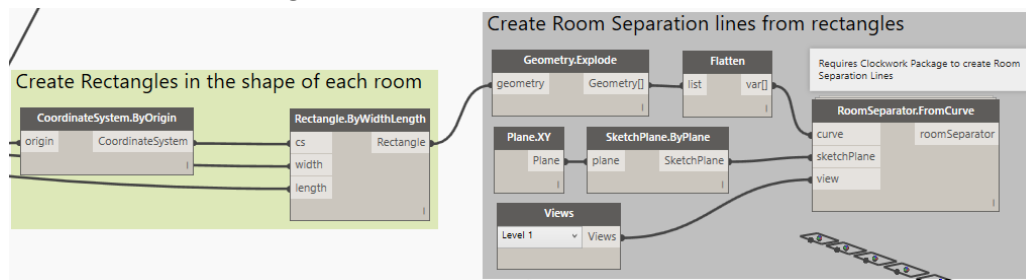 Create Room Separation lines from rectangles
Create Rectangles in the shape of each room
Geometry.Explode
geometry Geometry[]
Flatten
list var[]
Requires Clockwork Package to create Room
Separation Lines
CoordinateSystem.ByOrigin
origin CoordinateSystem
Rectangle.ByWidthLength
cs Rectangle
width
length
Plane.XY
Plane
SketchPlane.ByPlane
plane SketchPlane
RoomSeparator.FromCurve
curve roomSeparator
sketchPlane
view
Views
Level 1 Views